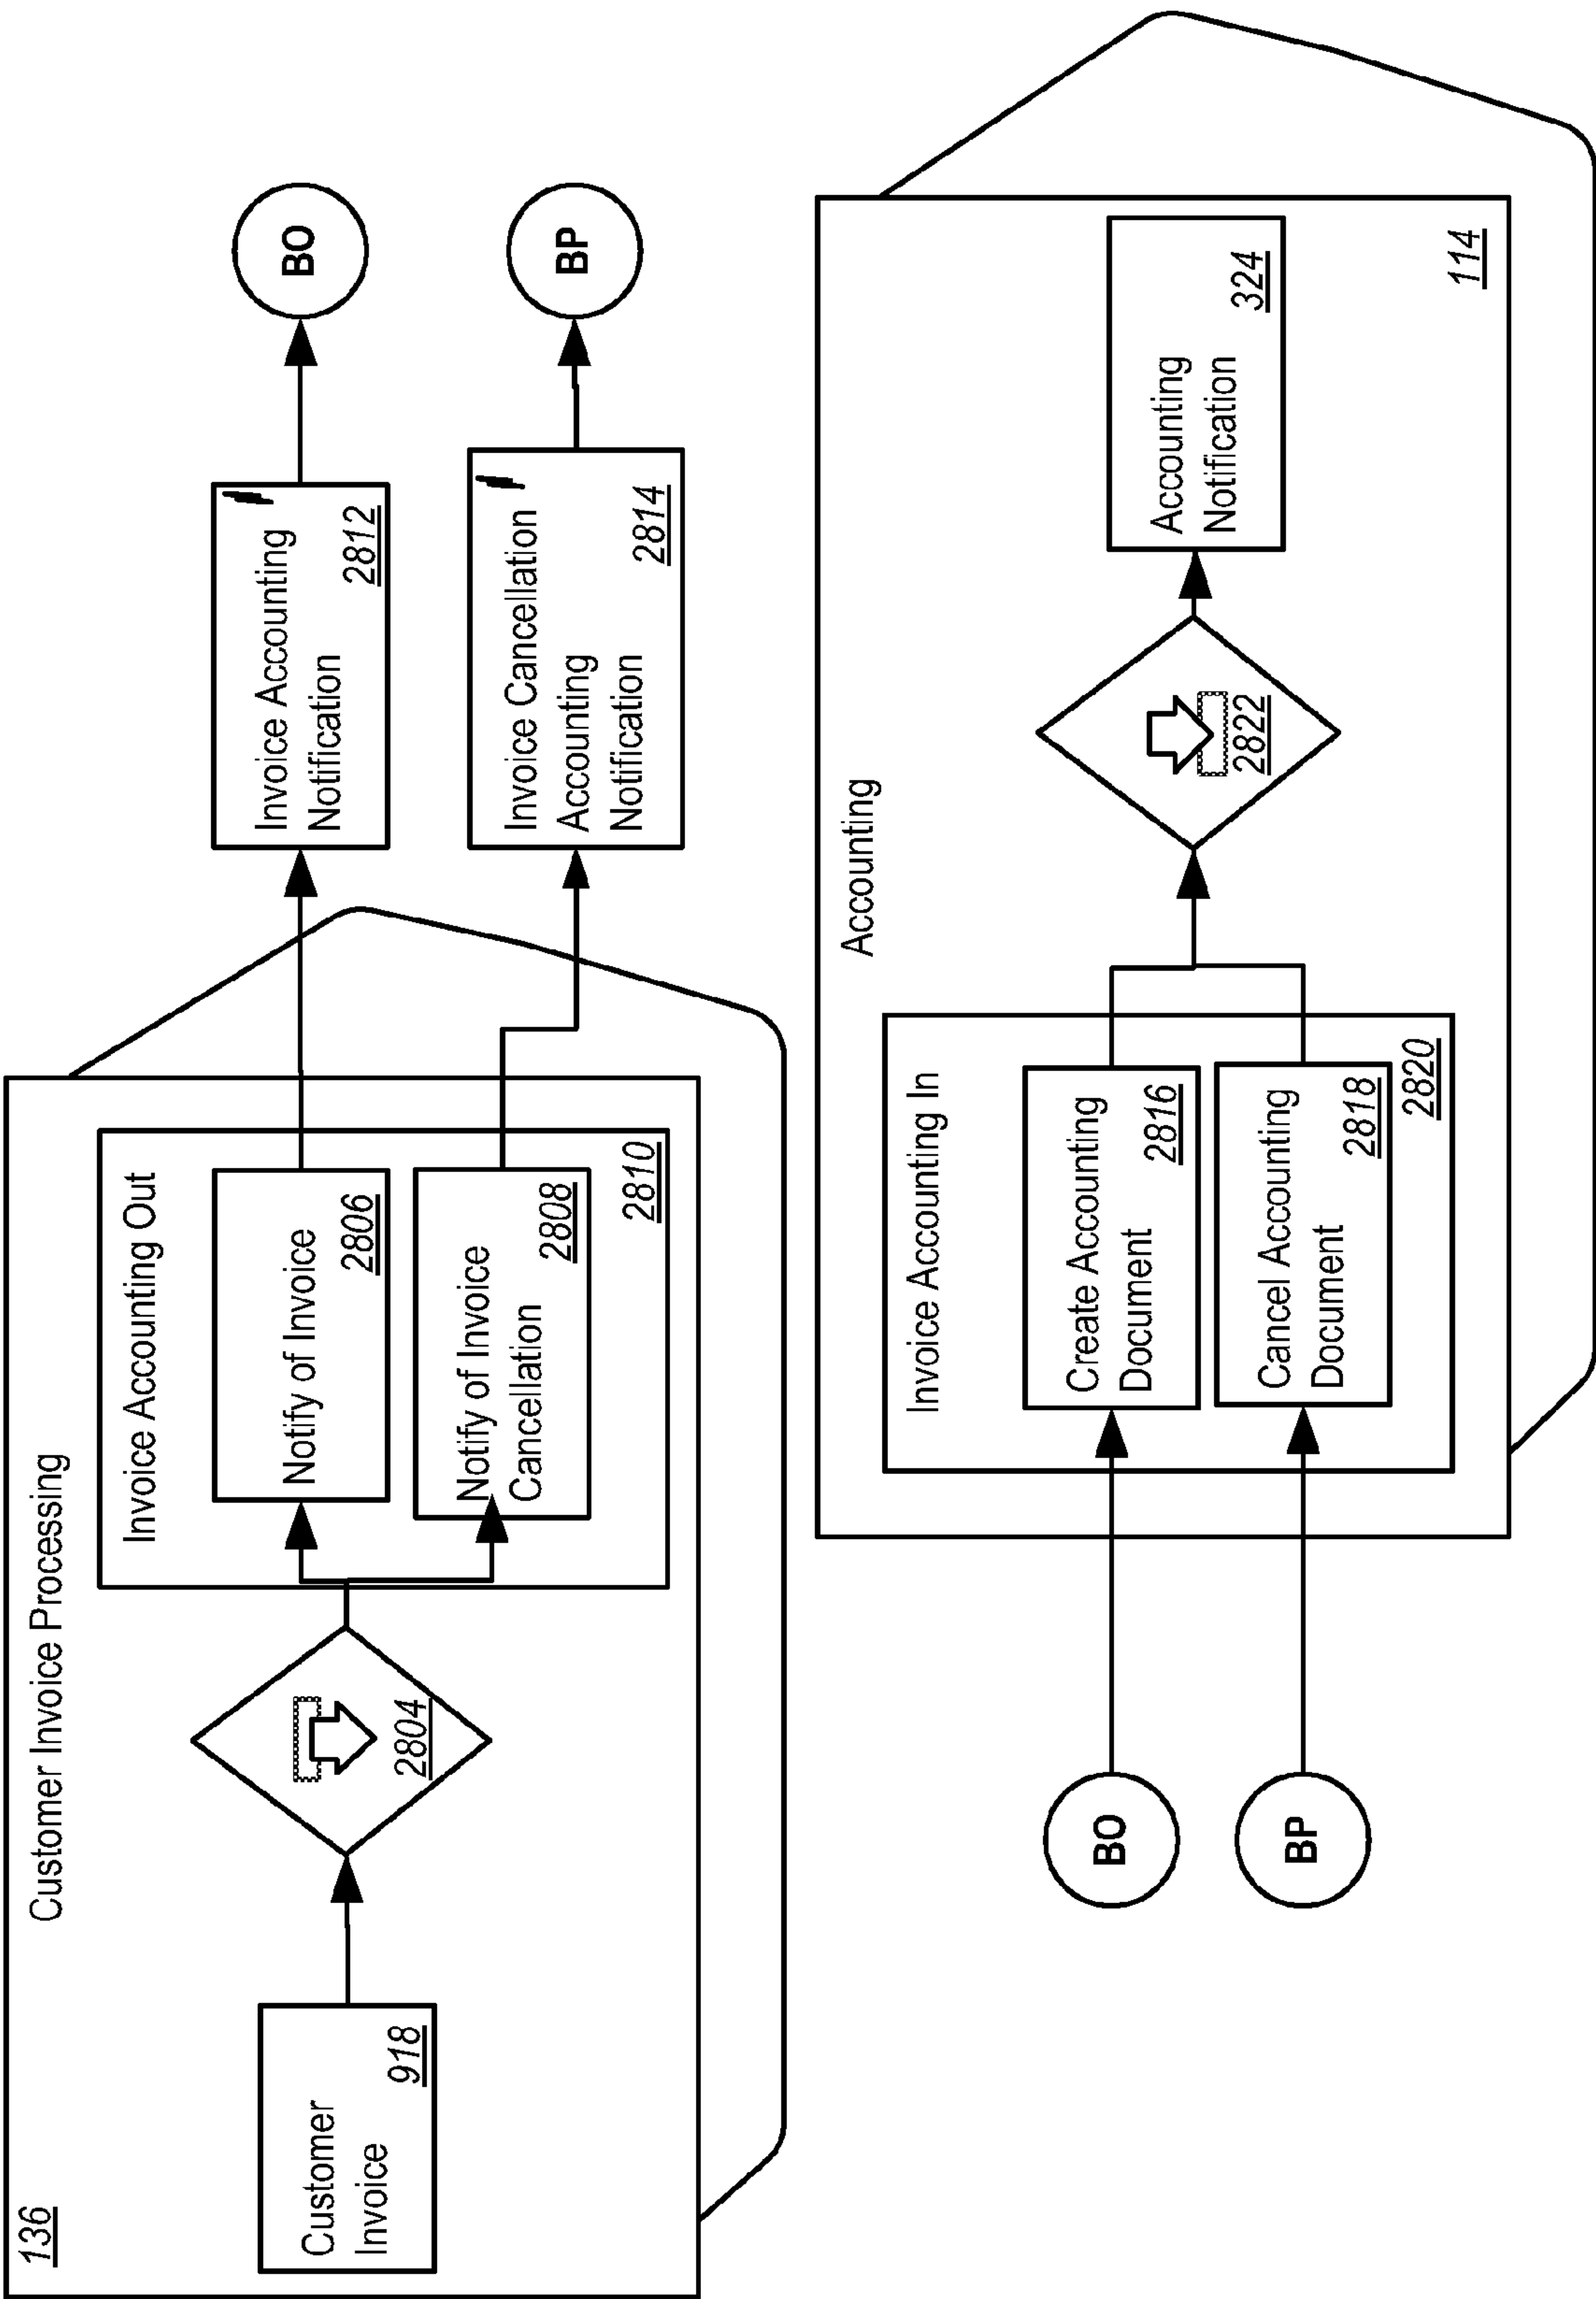 136
Customer Invoice Processing
Customer
Invoice
918
2804
Invoice Accounting Out
Notify of Invoice
2806
Notify of Invoice
Cancellation
2808
2810
Invoice Accounting
Notification
2812
Invoice Cancellation
Accounting
Notification
2814
BO
BP
BO
BP
Accounting
Invoice Accounting In
Create Accounting
Document
2816
Cancel Accounting
Document
2818
2820
2822
Accounting
Notification
324
114